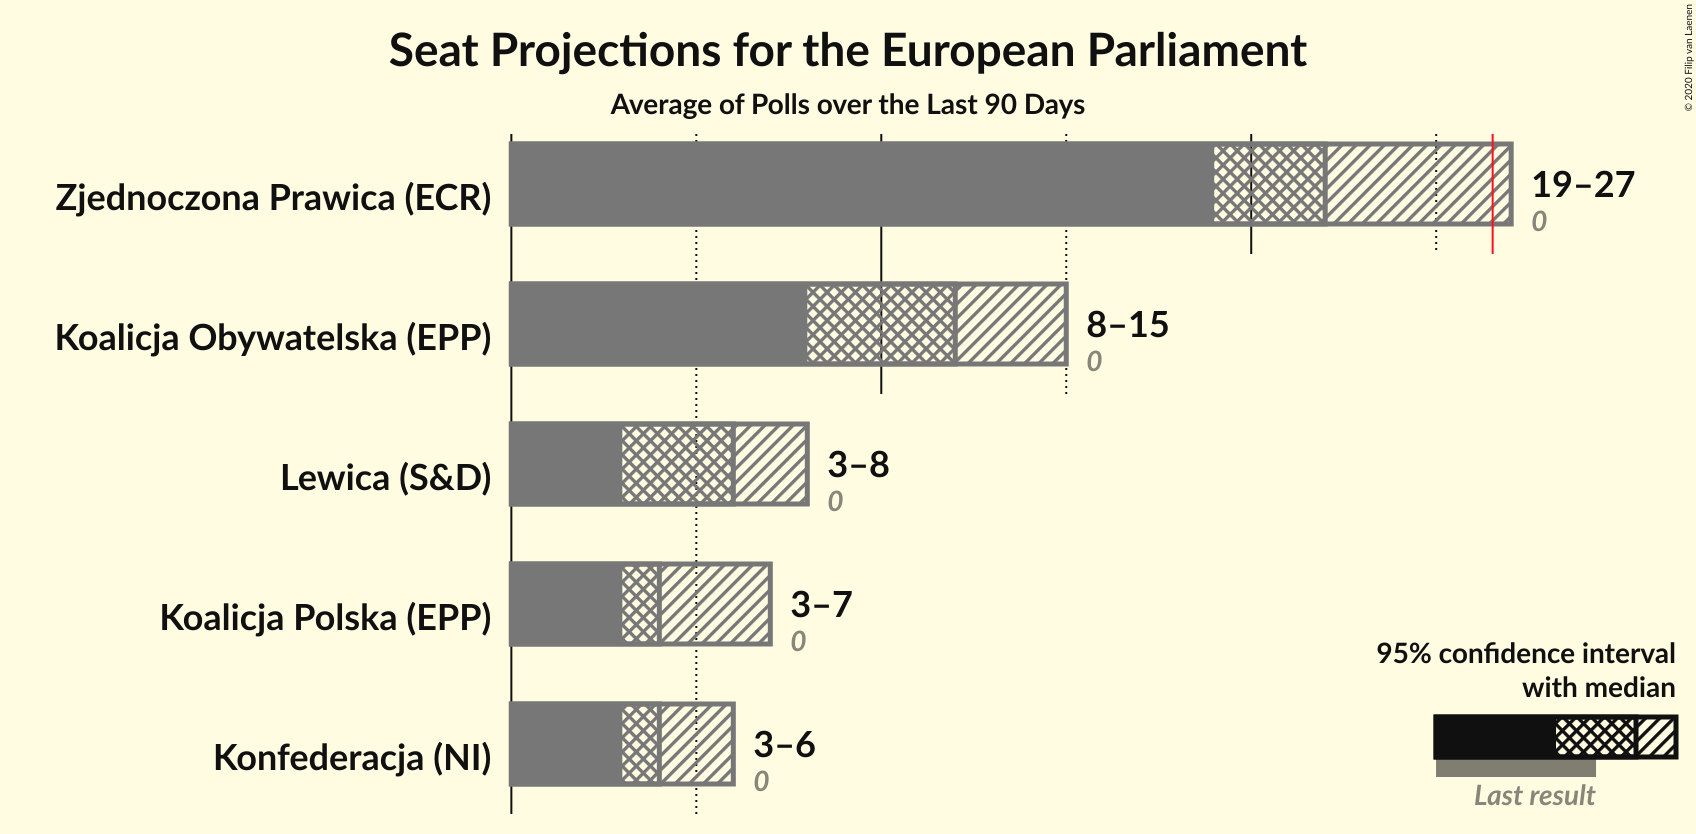 Seat Projections for the European Parliament
Average of Polls over the Last 90 Days
© 2020 Filip van Laenen
Zjednoczona Prawica (ECR)
19–27
0
Koalicja Obywatelska (EPP)
8–15
0
Lewica (S&D)
3–8
0
Koalicja Polska (EPP)
3–7
0
Konfederacja (NI)
3–6
0
95% confidence interval
with median
Last result